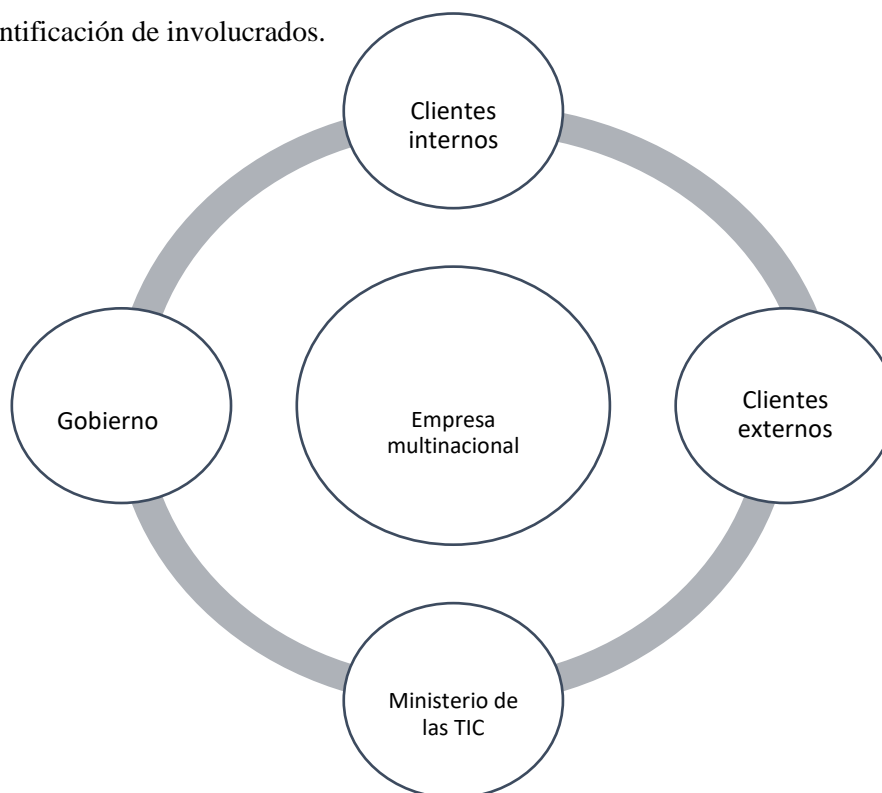 ntificación de involucrados.
Clientes
internos
Gobierno
Empresa
multinacional
Clientes
externos
Ministerio de
las TIC